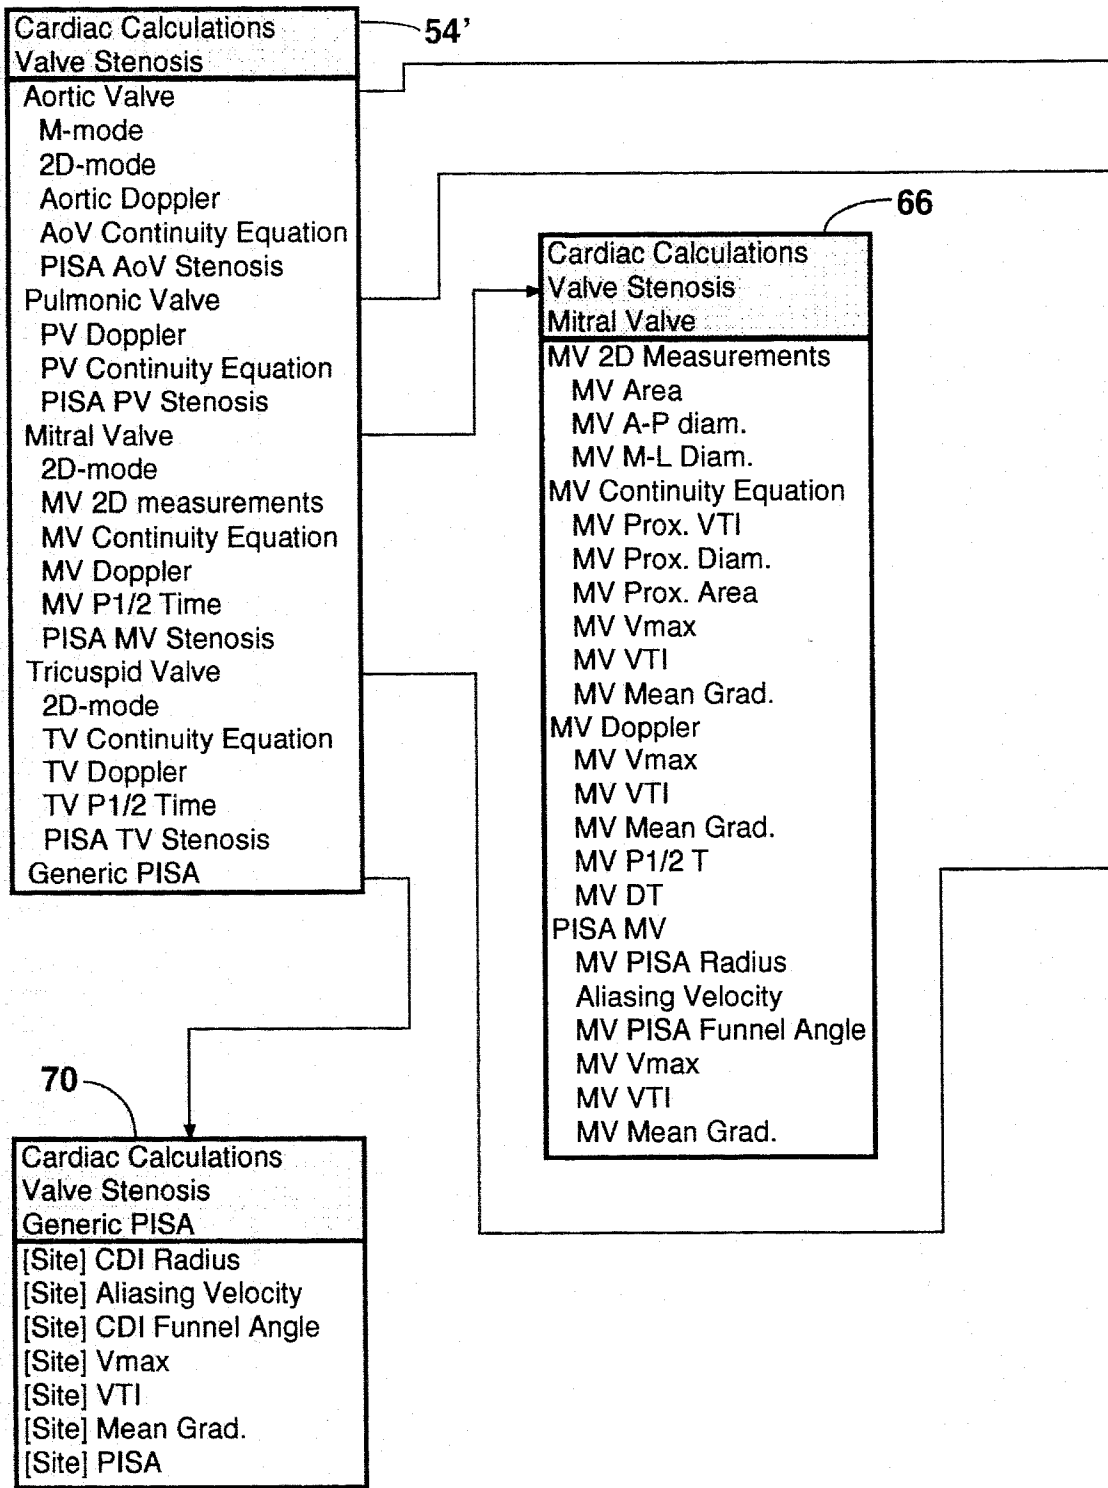 Cardiac Calculations
Valve Stenosis
54'
Aortic Valve
M-mode
2D-mode
Aortic Doppler
AoV Continuity Equation
PISA AoV Stenosis
Pulmonic Valve
PV Doppler
PV Continuity Equation
PISA PV Stenosis
Mitral Valve
2D-mode
MV 2D measurements
MV Continuity Equation
MV Doppler
MV P1/2 Time
PISA MV Stenosis
Tricuspid Valve
2D-mode
TV Continuity Equation
TV Doppler
TV P1/2 Time
PISA TV Stenosis
Generic PISA
66
Cardiac Calculations
Valve Stenosis
Mitral Valve
MV 2D Measurements
MV Area
MV A-P diam.
MV M-L Diam.
MV Continuity Equation
MV Prox. VTI
MV Prox. Diam.
MV Prox. Area
MV Vmax
MV VTI
MV Mean Grad.
MV Doppler
MV Vmax
MV VTI
MV Mean Grad.
MV P1/2 T
MV DT
PISA MV
MV PISA Radius
Aliasing Velocity
MV PISA Funnel Angle
MV Vmax
MV VTI
MV Mean Grad.
70
Cardiac Calculations
Valve Stenosis
Generic PISA
[Site] CDI Radius
[Site] Aliasing Velocity
[Site] CDI Funnel Angle
[Site] Vmax
[Site] VTI
[Site] Mean Grad.
[Site] PISA